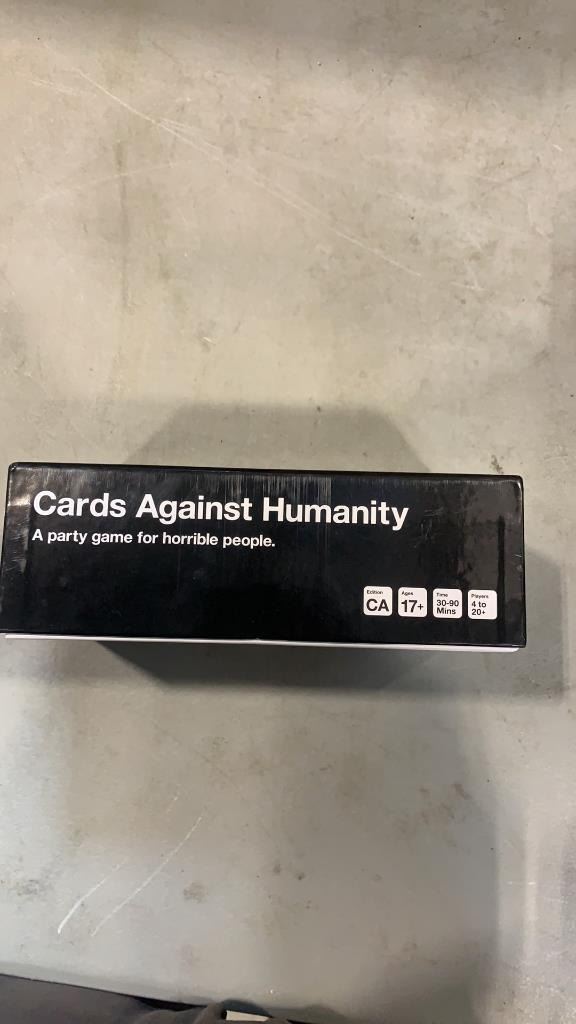 Cards Against Humanity
A party game for horrible people.
Edition
CA
Ages
17+
Time
30-90
Mins
Players
4 to
20+